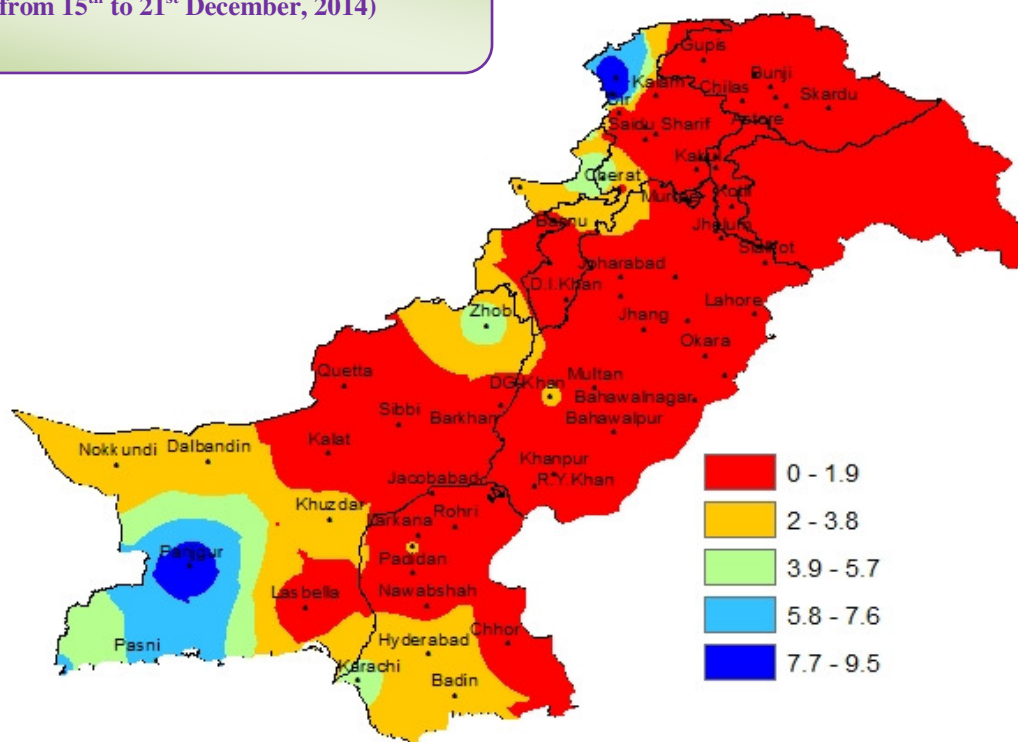 from 15th to 21st December, 2014)
Gupis
Bunji
Kalam
Chilas
Skardu
Dir
Astore
Saidu Sharif
Kakul
Cherat
Kotli
Murree
Bannu
Jhelum
Sialkot
Joharabad
D.I.Khan
Lahore
Zhob
Jhang
Okara
Quetta
DG.Khan
Multan
Bahawalnagar
Sibbi
Barkhan
Bahawalpur
Nokkundi
Dalbandin
Kalat
Khanpur
Jacobabad
R.Y.Khan
Khuzdar
Larkana
Rohri
Panjgur
Padidan
Lasbella
Nawabshah
Chhor
Pasni
Hyderabad
Karachi
Badin
0 - 1.9
2 - 3.8
3.9 - 5.7
5.8 - 7.6
7.7 - 9.5